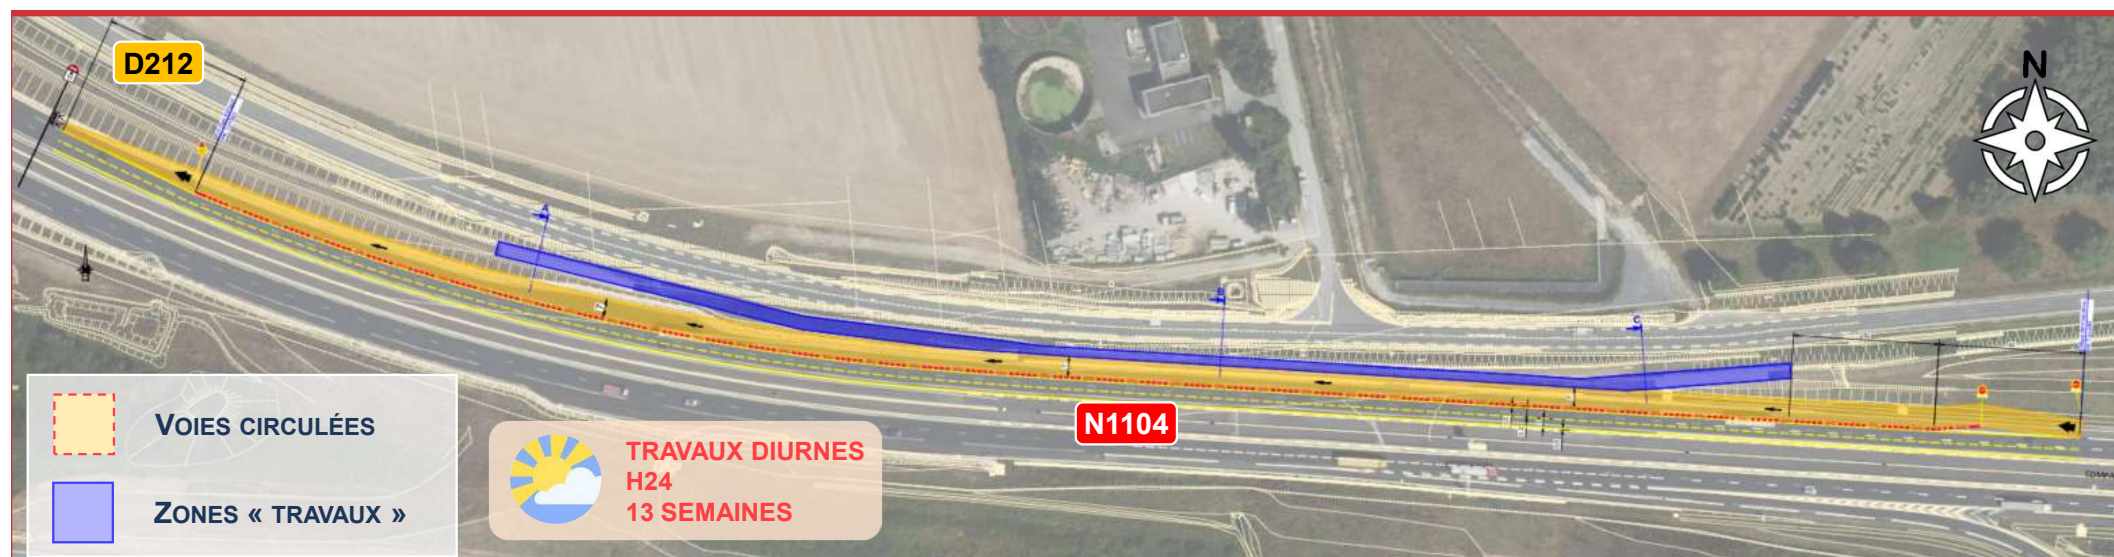 D212
N
A
B
C
N1104
VOIES CIRCULÉES
ZONES « TRAVAUX »
TRAVAUX DIURNES
H24
13 SEMAINES